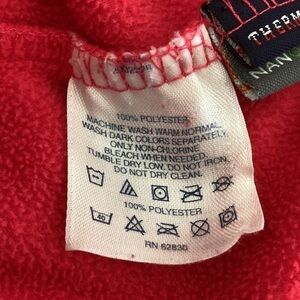 THERM
NAN
100% POLYESTER
MACHINE WASH WARM NORMAL.
WASH DARK COLORS SEPARATELY.
ONLY NON-CHLORINE
BLEACH WHEN NEEDED.
TUMBLE DRY LOW. DO NOT IRON.
DO NOT DRY CLEAN.
40
100% POLYESTER
RN 62830